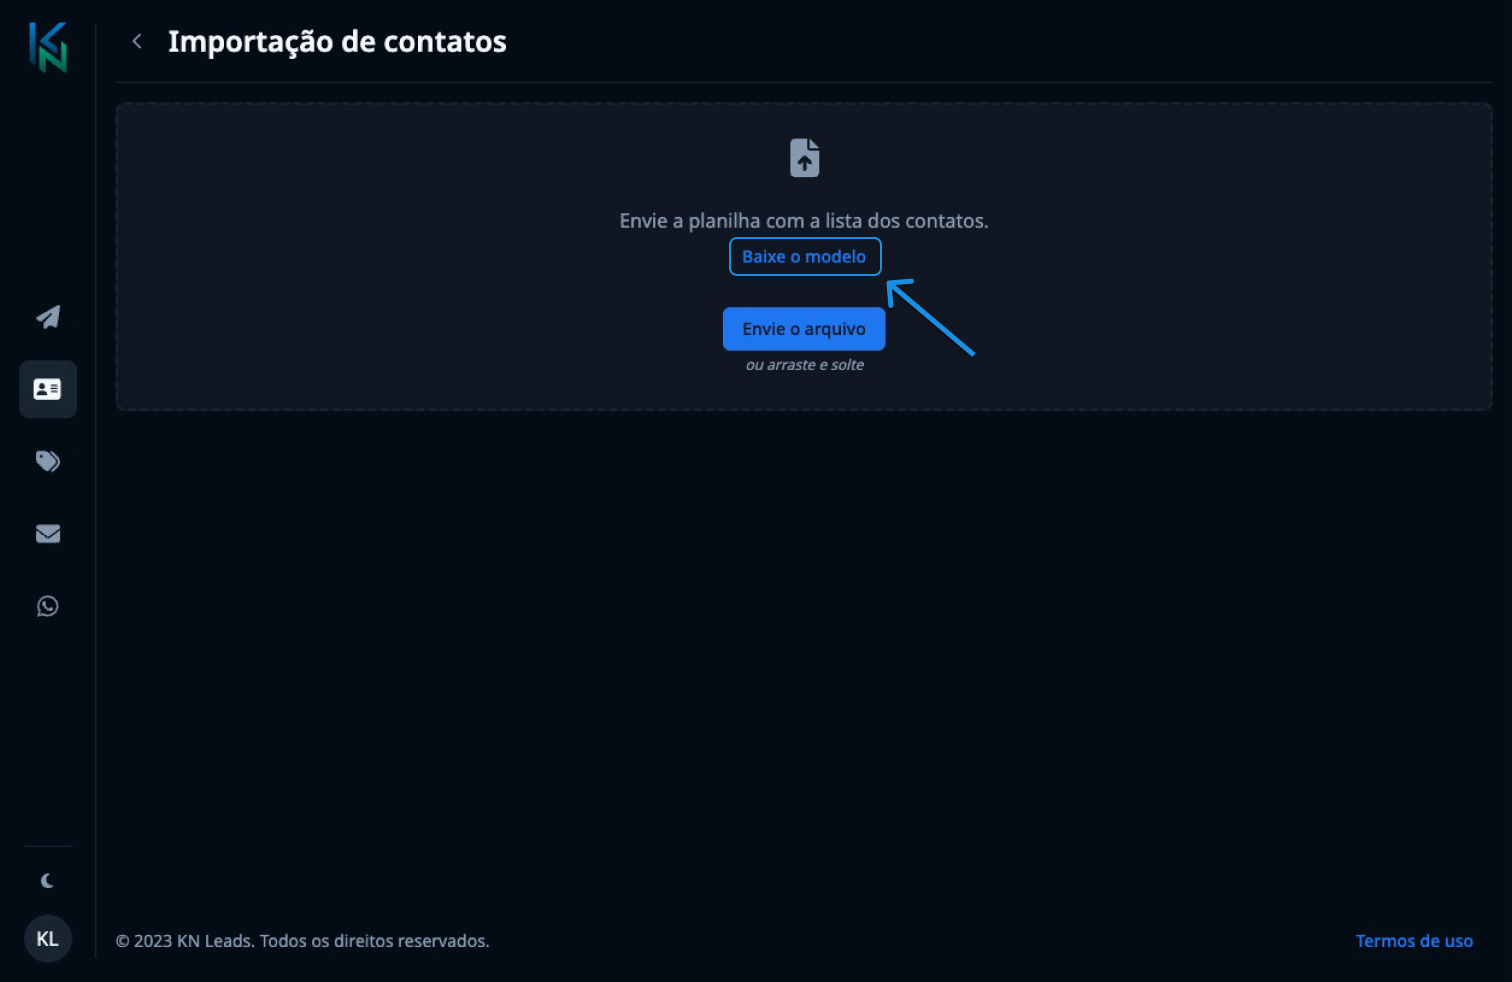 KN
Importação de contatos
Envie a planilha com a lista dos contatos.
Baixe o modelo
Envie o arquivo
ou arraste e solte
KL
© 2023 KN Leads. Todos os direitos reservados.
Termos de uso